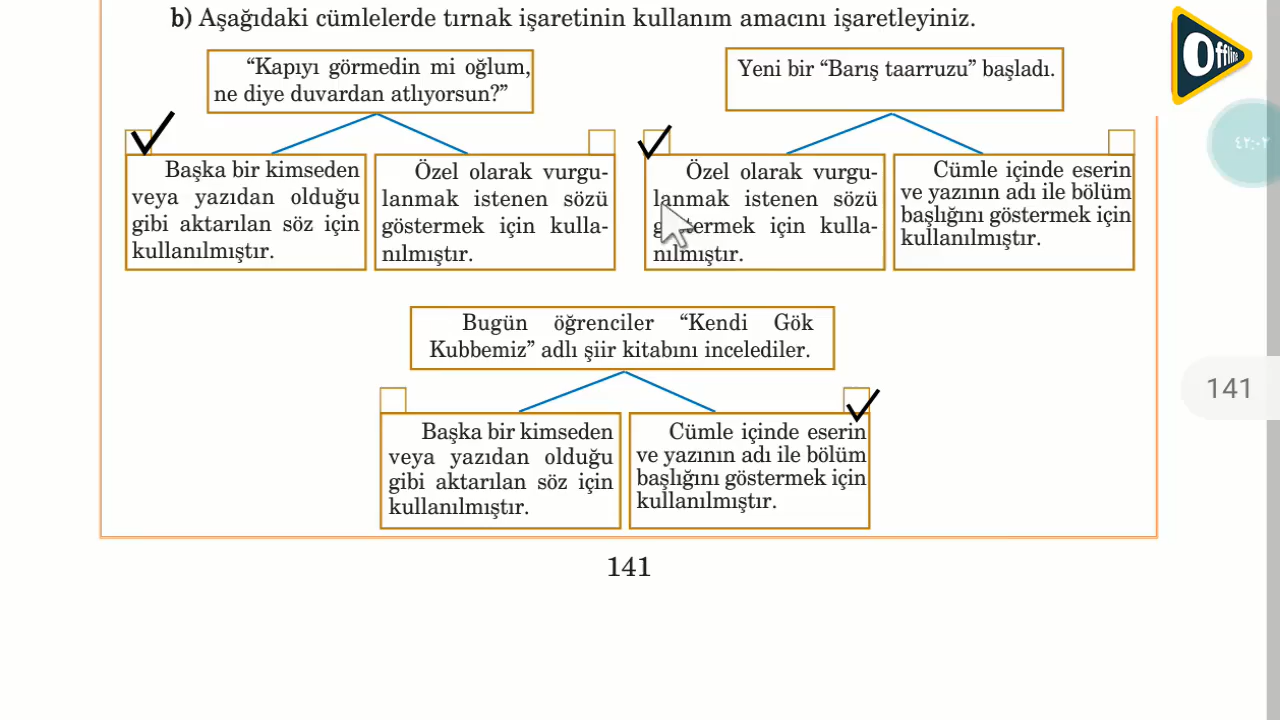 b) Aşağıdaki cümlelerde tırnak işaretinin kullanım amacını işaretleyiniz.
“Kapıyı görmedin mi oğlum,
ne diye duvardan atlıyorsun?”
Başka bir kimseden
veya yazıdan olduğu
gibi aktarılan söz için
kullanılmıştır.
Özel olarak vurgu-
lanmak istenen sözü
göstermek için kulla-
nılmıştır.
Yeni bir “Barış taarruzu” başladı.
Özel olarak vurgu-
lanmak istenen sözü
göstermek için kulla-
nılmıştır.
Cümle içinde eserin
ve yazının adı ile bölüm
başlığını göstermek için
kullanılmıştır.
Bugün öğrenciler “Kendi Gök
Kubbemiz” adlı şiir kitabını incelediler.
Başka bir kimseden
veya yazıdan olduğu
gibi aktarılan söz için
kullanılmıştır.
Cümle içinde eserin
ve yazının adı ile bölüm
başlığını göstermek için
kullanılmıştır.
141
Offline
٤٢:٠٢
141